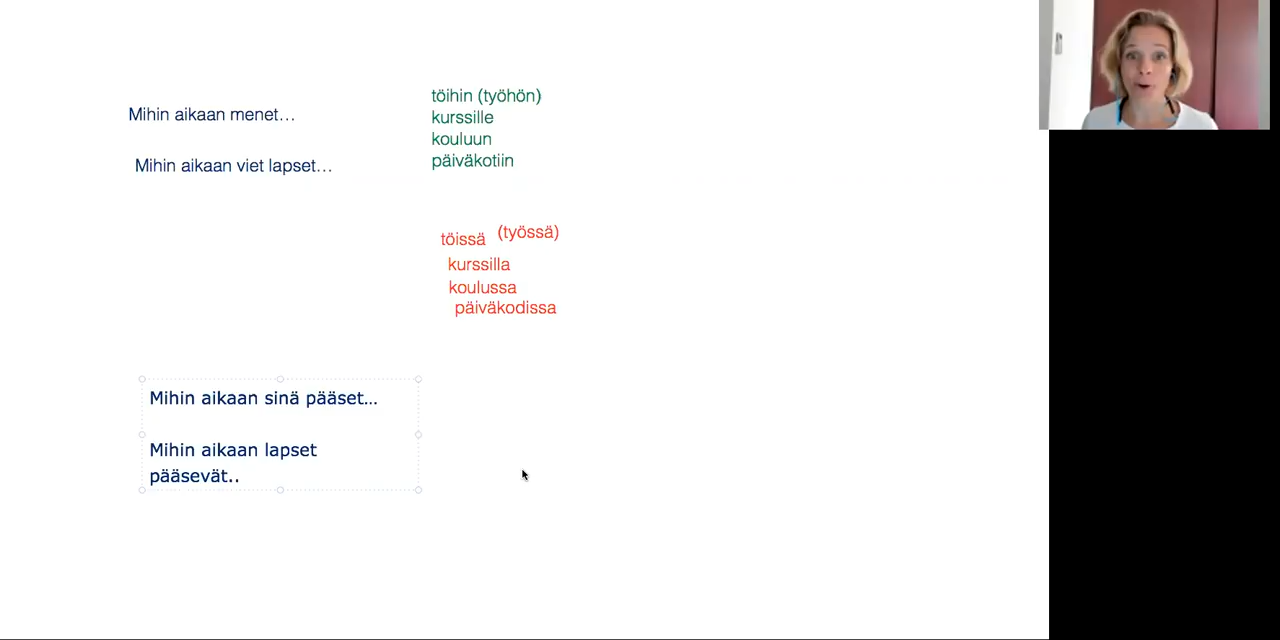 Mihin aikaan menet…
Mihin aikaan viet lapset…
töihin (työhön)
kurssille
kouluun
päiväkotiin
töissä (työssä)
kurssilla
koulussa
päiväkodissa
Mihin aikaan sinä pääset…
Mihin aikaan lapset
pääsevät..